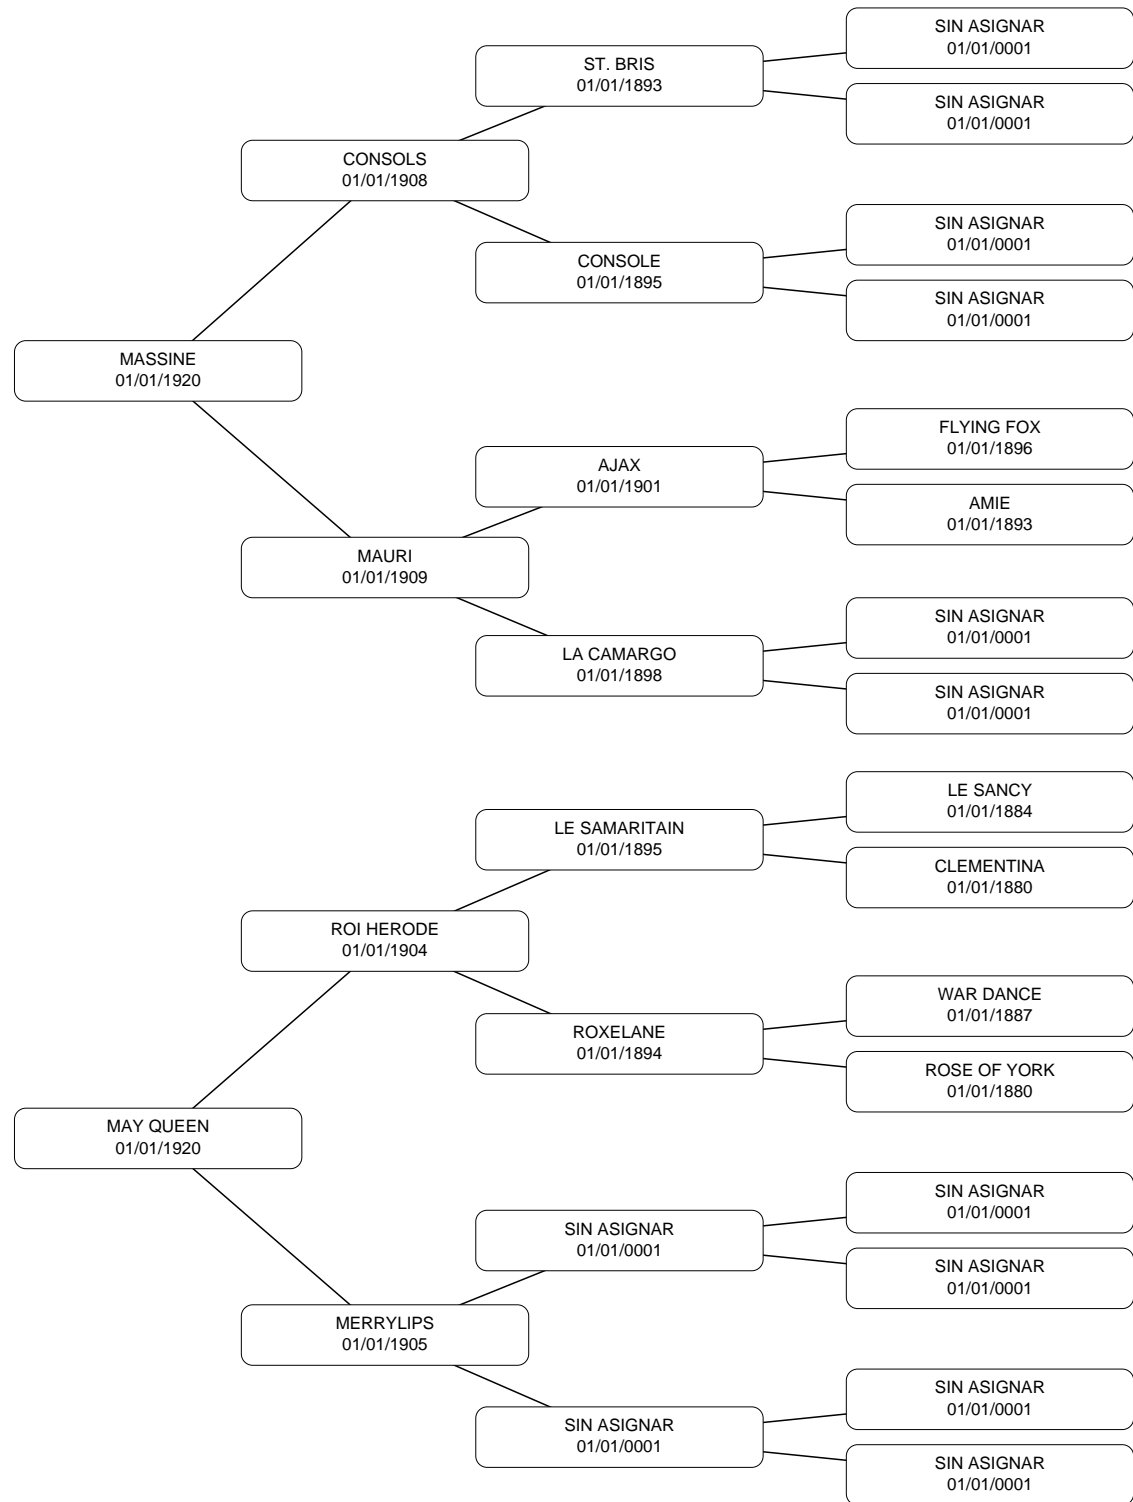 SIN ASIGNAR
01/01/0001
ST. BRIS
01/01/1893
SIN ASIGNAR
01/01/0001
CONSOLS
01/01/1908
SIN ASIGNAR
01/01/0001
CONSOLE
01/01/1895
SIN ASIGNAR
01/01/0001
MASSINE
01/01/1920
FLYING FOX
01/01/1896
AJAX
01/01/1901
AMIE
01/01/1893
MAURI
01/01/1909
SIN ASIGNAR
01/01/0001
LA CAMARGO
01/01/1898
SIN ASIGNAR
01/01/0001
LE SANCY
01/01/1884
LE SAMARITAIN
01/01/1895
CLEMENTINA
01/01/1880
ROI HERODE
01/01/1904
WAR DANCE
01/01/1887
ROXELANE
01/01/1894
ROSE OF YORK
01/01/1880
MAY QUEEN
01/01/1920
SIN ASIGNAR
01/01/0001
SIN ASIGNAR
01/01/0001
SIN ASIGNAR
01/01/0001
MERRYLIPS
01/01/1905
SIN ASIGNAR
01/01/0001
SIN ASIGNAR
01/01/0001
SIN ASIGNAR
01/01/0001